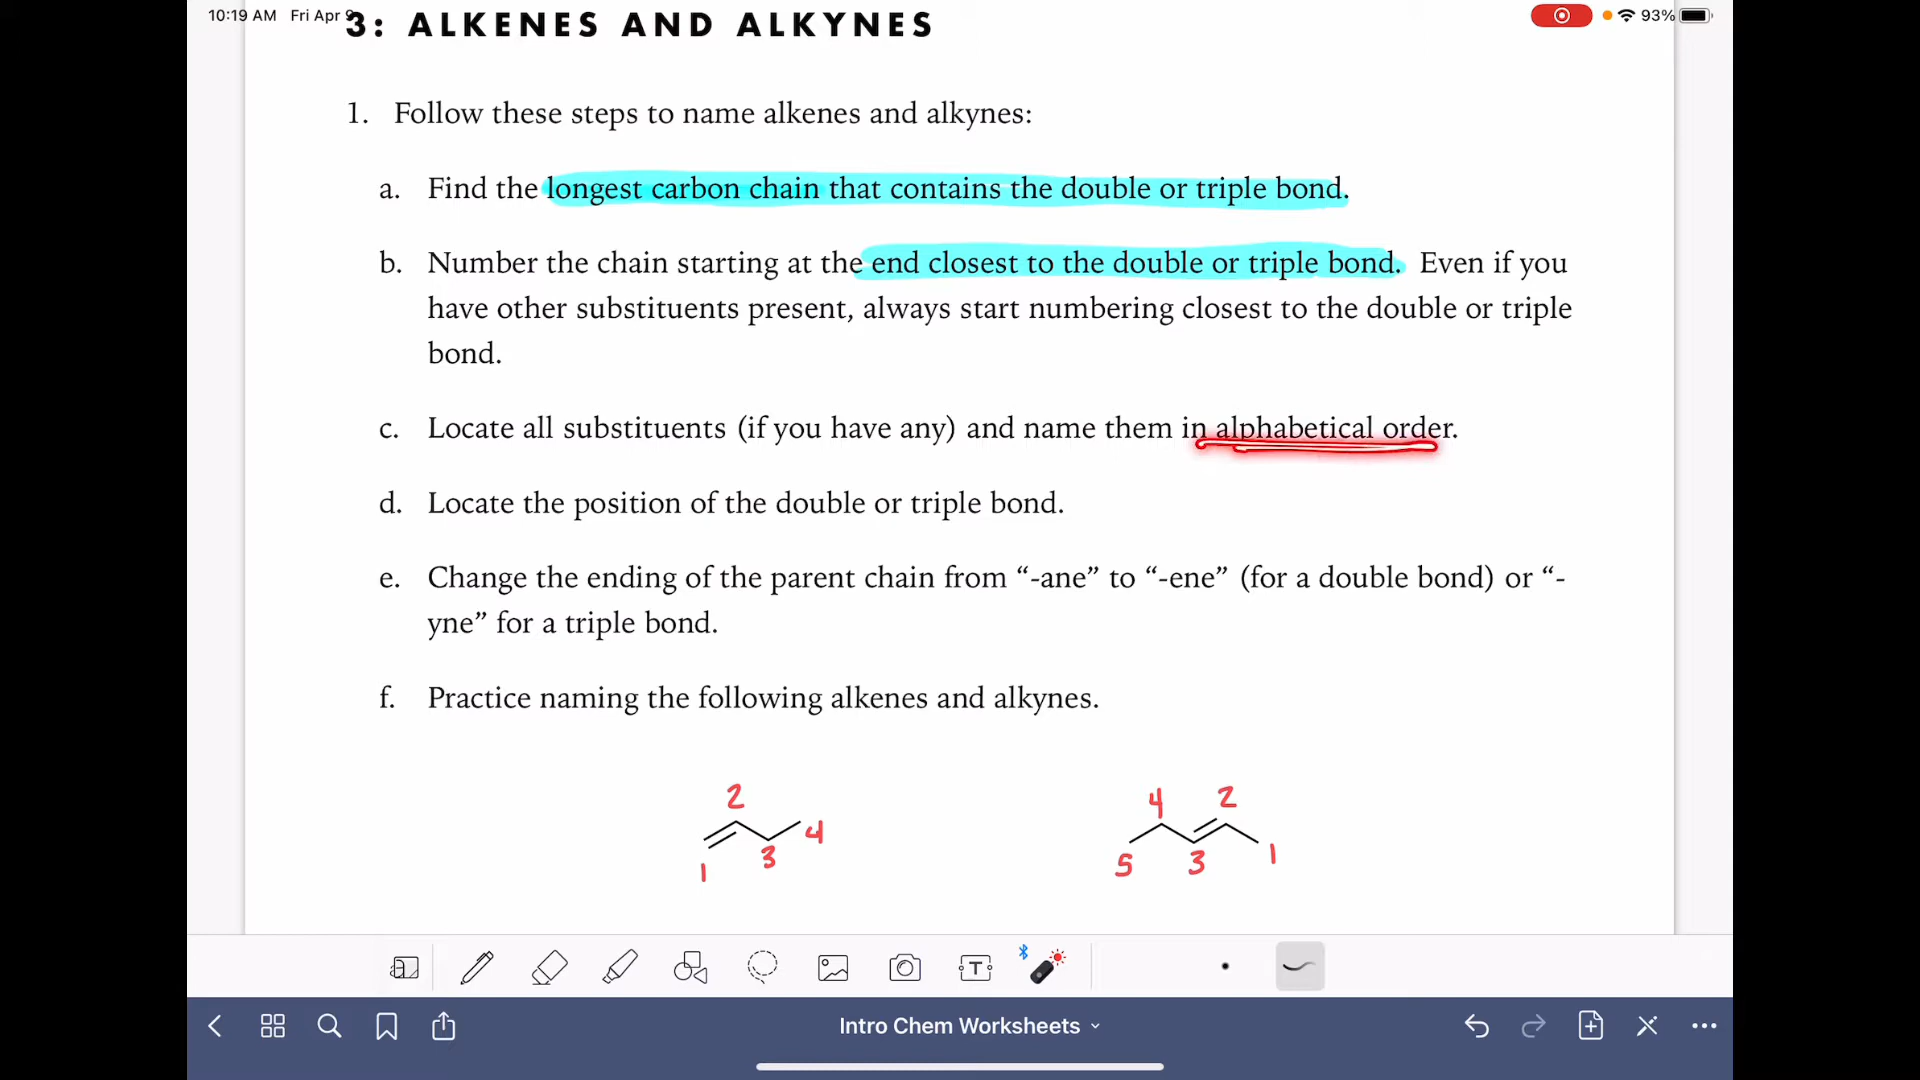 10:19 AM Fri Apr 9
93%
3: ALKENES AND ALKYNES
1. Follow these steps to name alkenes and alkynes:
a. Find the longest carbon chain that contains the double or triple bond.
b. Number the chain starting at the end closest to the double or triple bond. Even if you
have other substituents present, always start numbering closest to the double or triple
bond.
c. Locate all substituents (if you have any) and name them in alphabetical order.
d. Locate the position of the double or triple bond.
e. Change the ending of the parent chain from “-ane” to “-ene” (for a double bond) or “-
yne” for a triple bond.
f. Practice naming the following alkenes and alkynes.
2 4 2
4
1 3 5 3 1
T
Intro Chem Worksheets